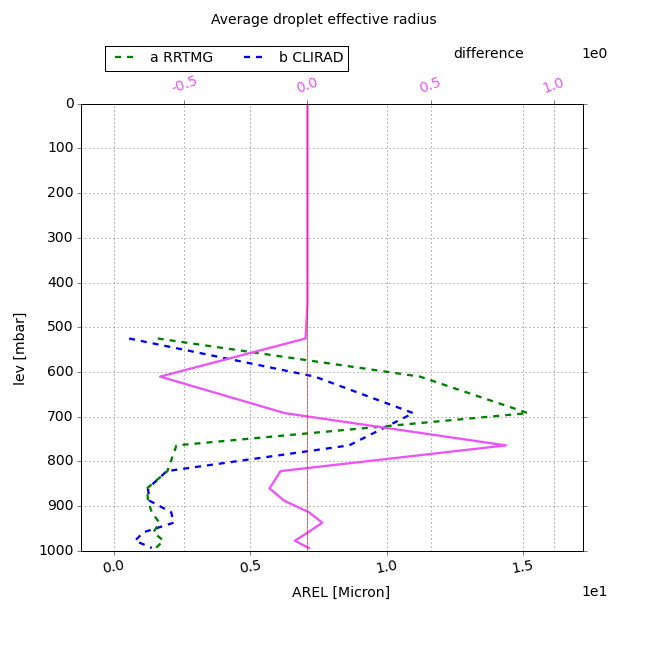 Average droplet effective radius
a RRTMG b CLIRAD difference 1e0
-0.5 0.0 0.5 1.0
0
100
200
300
400
500
600
700
800
900
1000
lev [mbar]
0.0 0.5 1.0 1.5
AREL [Micron] 1e1